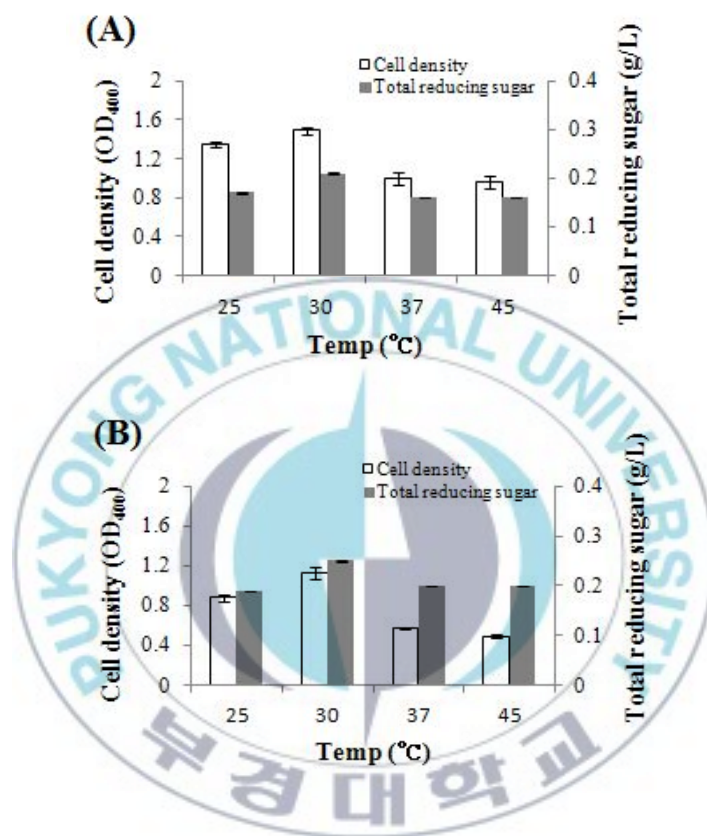 (A)
Cell density
Total reducing sugar
Cell density (OD400)
2
1.6
1.2
0.8
0.4
0
Total reducing sugar (g/L)
0.4
0.3
0.2
0.1
0
25 30 37 45
Temp (℃)
(B)
Cell density
Total reducing sugar
Cell density (OD400)
2
1.6
1.2
0.8
0.4
0
Total reducing sugar (g/L)
0.4
0.3
0.2
0.1
0
25 30 37 45
Temp (℃)
PUKYONG NATIONAL UNIVERSITY
부경대학교